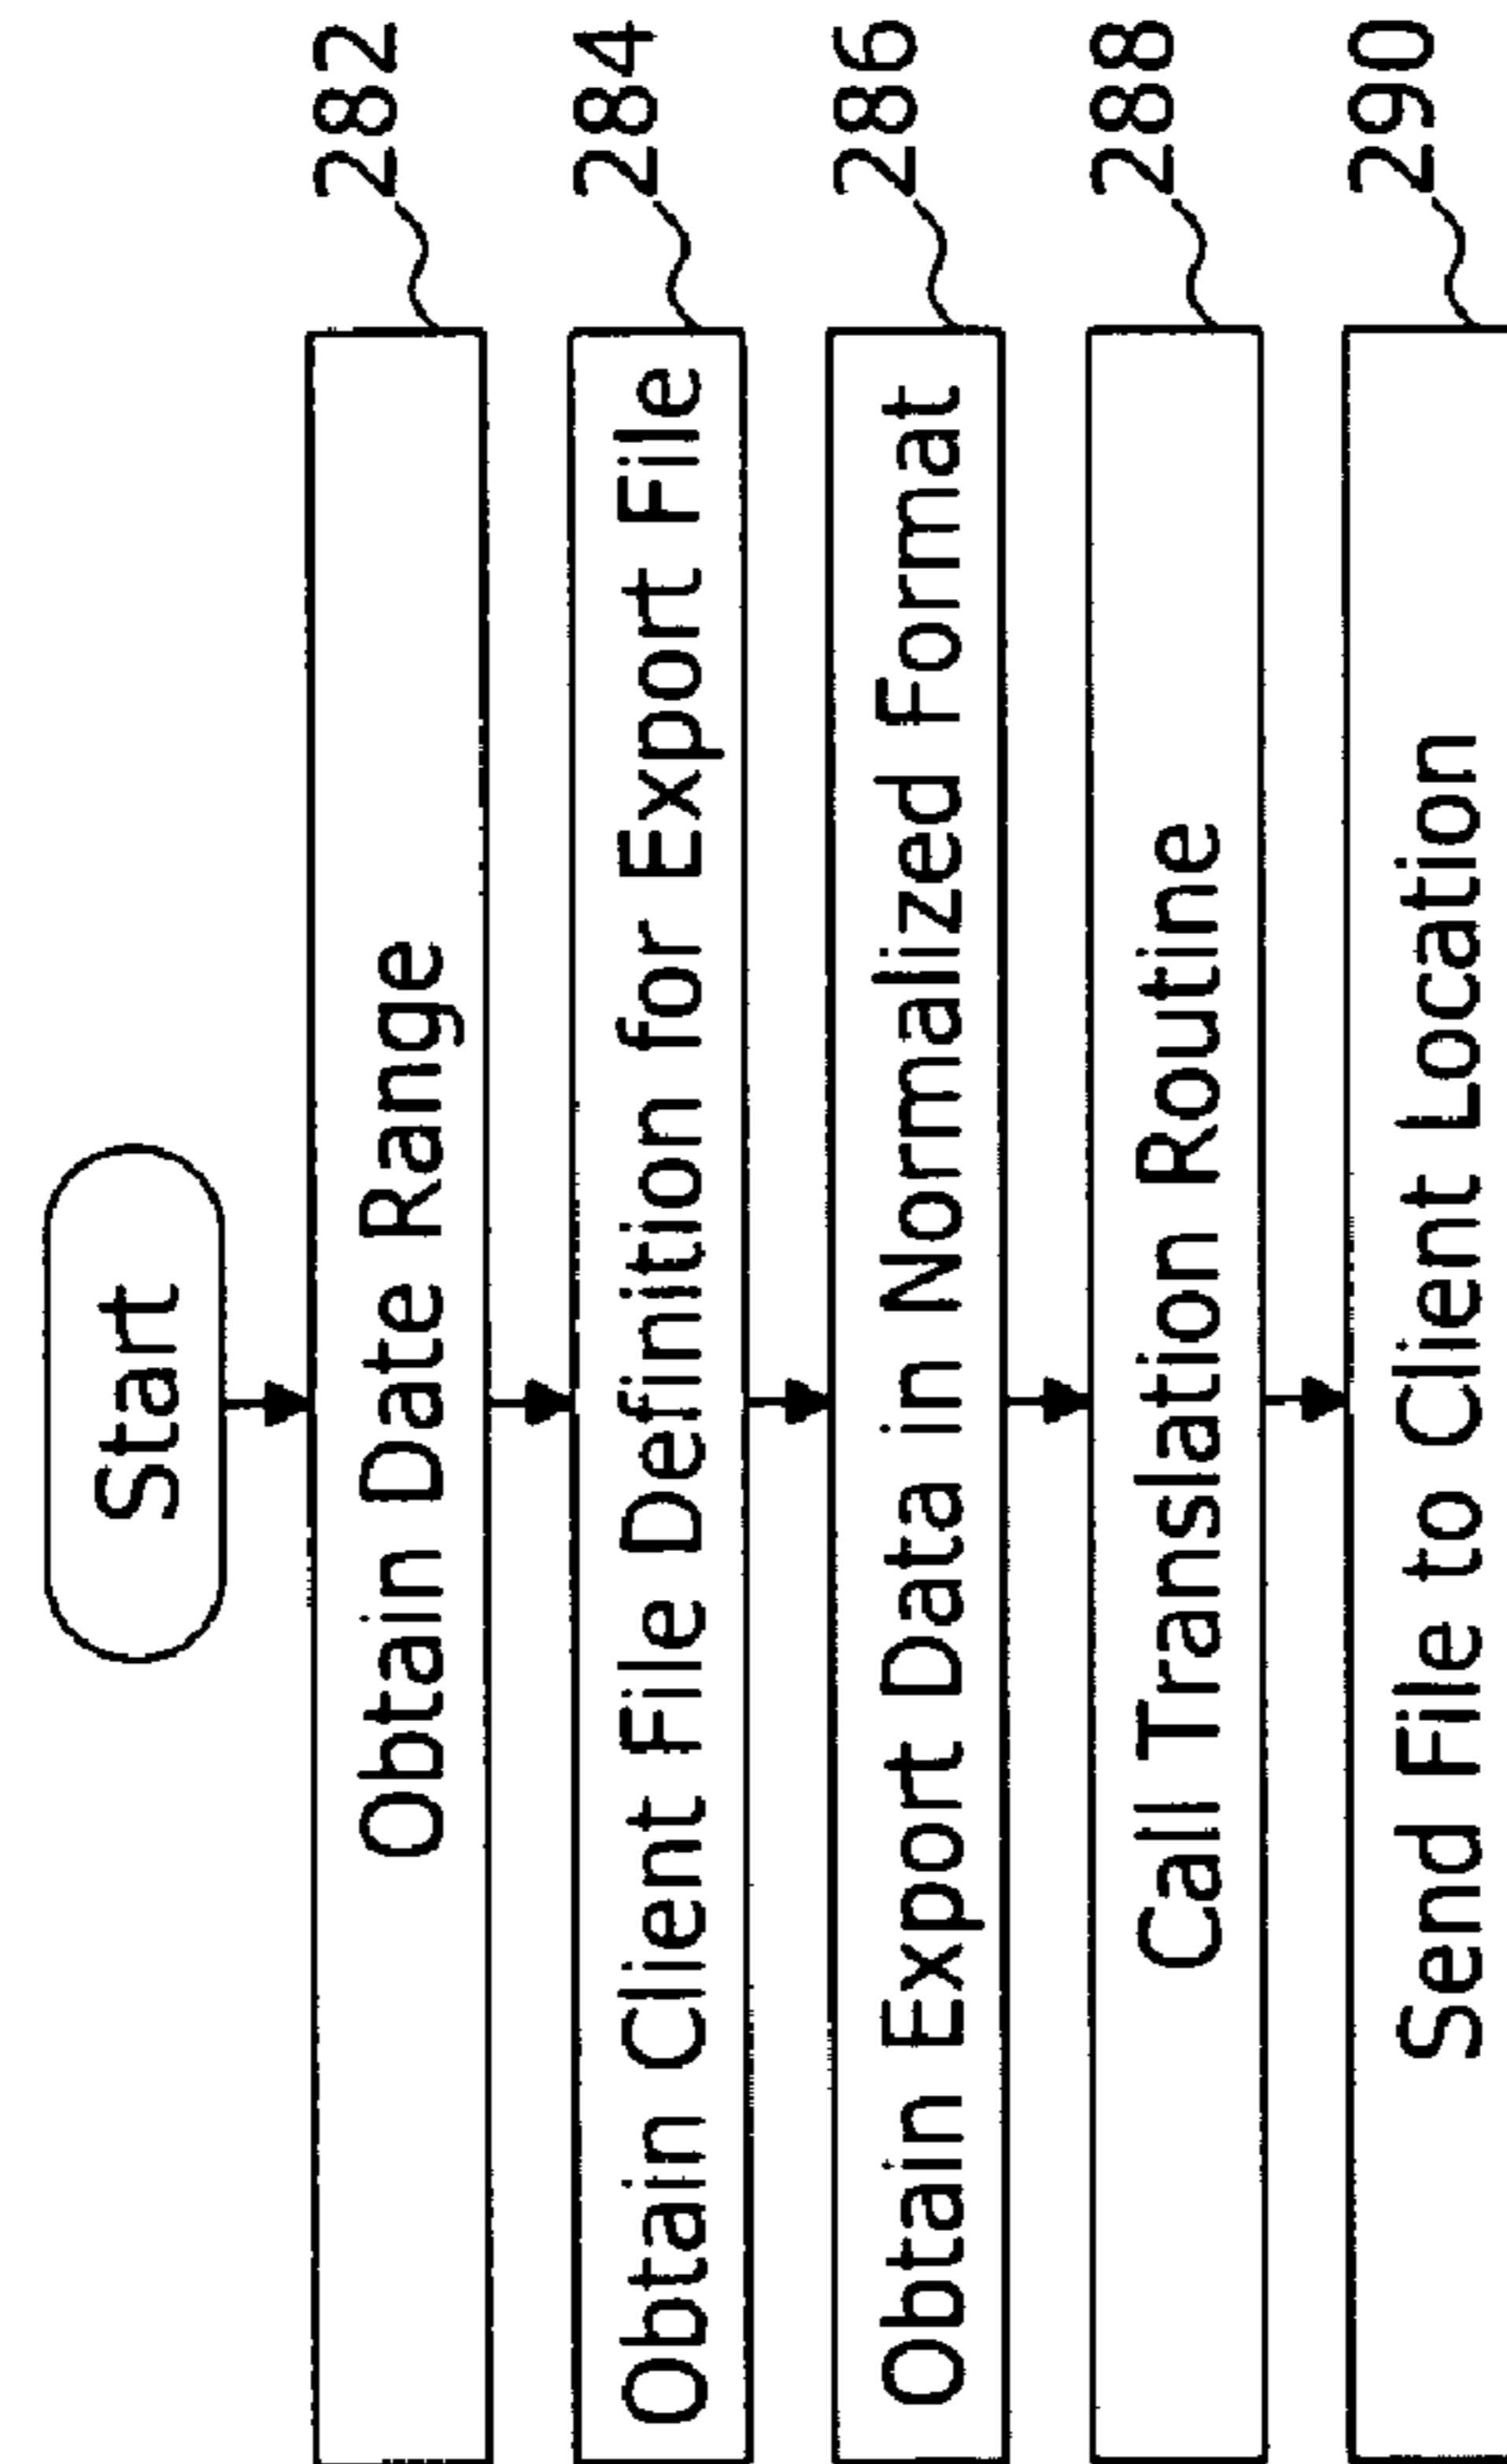 Start
Obtain Date Range
282
Obtain Client File Definition for Export File
284
Obtain Export Data in Normalized Format
286
Call Translation Routine
288
Send File to Client Location
290